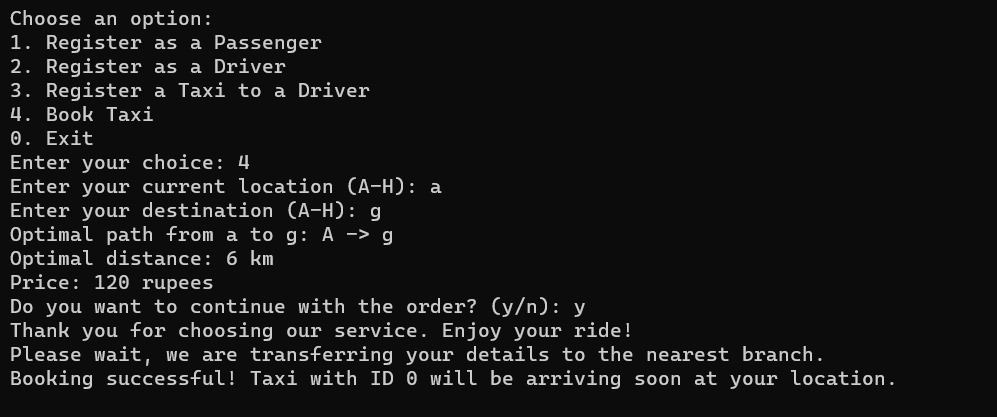 Choose an option:
1. Register as a Passenger
2. Register as a Driver
3. Register a Taxi to a Driver
4. Book Taxi
0. Exit
Enter your choice: 4
Enter your current location (A-H): a
Enter your destination (A-H): g
Optimal path from a to g: A -> g
Optimal distance: 6 km
Price: 120 rupees
Do you want to continue with the order? (y/n): y
Thank you for choosing our service. Enjoy your ride!
Please wait, we are transferring your details to the nearest branch.
Booking successful! Taxi with ID 0 will be arriving soon at your location.